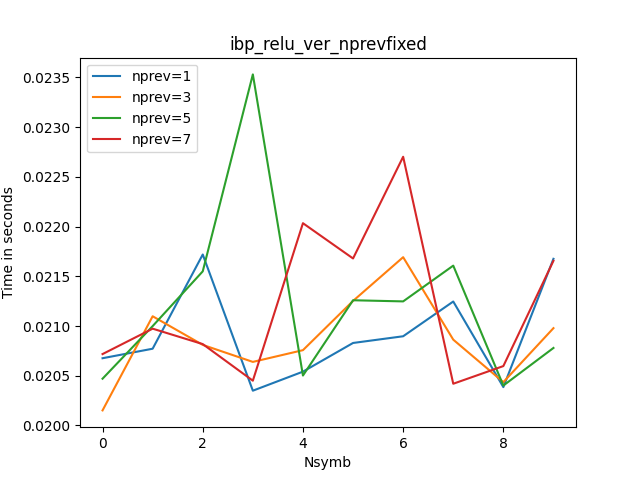 ibp_relu_ver_nprevfixed
nprev=1
nprev=3
nprev=5
nprev=7
Time in seconds
0.0235
0.0230
0.0225
0.0220
0.0215
0.0210
0.0205
0.0200
0 2 4 6 8
Nsymb